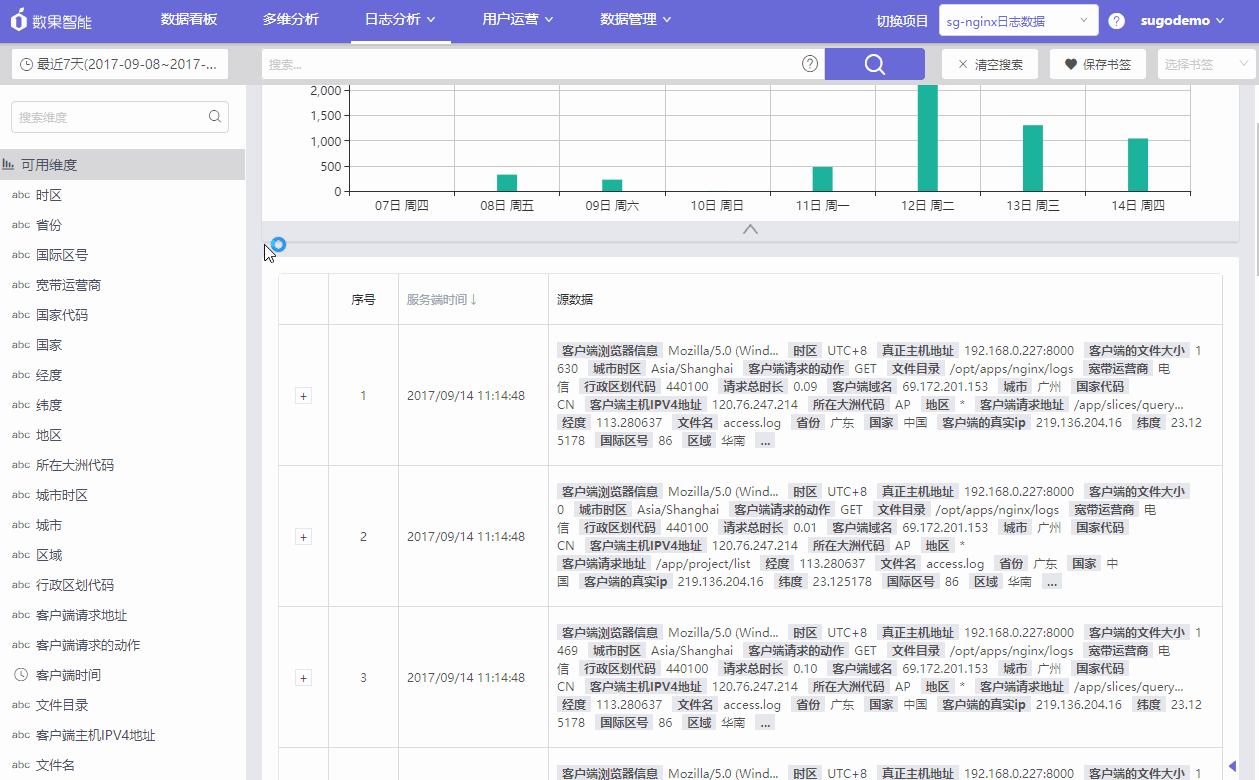 数果智能 数据看板 多维分析 日志分析 用户运营 数据管理 切换项目 sg-nginx日志数据 ? sugodemo
最近7天(2017-09-08~2017-... 搜索... ? 清空搜索 保存书签 选择书签
搜索维度
可用维度
abc 时区
abc 省份
abc 国际区号
abc 宽带运营商
abc 国家代码
abc 国家
abc 经度
abc 纬度
abc 地区
abc 所在大洲代码
abc 城市时区
abc 城市
abc 区域
abc 行政区划代码
abc 客户端请求地址
abc 客户端请求的动作
客户端时间
abc 文件目录
abc 客户端主机IPV4地址
abc 文件名
2,000
1,500
1,000
500
0
07日 周四 08日 周五 09日 周六 10日 周日 11日 周一 12日 周二 13日 周三 14日 周四
序号 服务端时间↓ 源数据
+ 1 2017/09/14 11:14:48
客户端浏览器信息 Mozilla/5.0 (Wind... 时区 UTC+8 真正主机地址 192.168.0.227:8000 客户端的文件大小 1
630 城市时区 Asia/Shanghai 客户端请求的动作 GET 文件目录 /opt/apps/nginx/logs 宽带运营商 电
信 行政区划代码 440100 请求总时长 0.09 客户端域名 69.172.201.153 城市 广州 国家代码
CN 客户端主机IPV4地址 120.76.247.214 所在大洲代码 AP 地区 * 客户端请求地址 /app/slices/query...
经度 113.280637 文件名 access.log 省份 广东 国家 中国 客户端的真实ip 219.136.204.16 纬度 23.12
5178 国际区号 86 区域 华南 ...
+ 2 2017/09/14 11:14:48
客户端浏览器信息 Mozilla/5.0 (Wind... 时区 UTC+8 真正主机地址 192.168.0.227:8000 客户端的文件大小
0 城市时区 Asia/Shanghai 客户端请求的动作 GET 文件目录 /opt/apps/nginx/logs 宽带运营商 电
信 行政区划代码 440100 请求总时长 0.01 客户端域名 69.172.201.153 城市 广州 国家代码
CN 客户端主机IPV4地址 120.76.247.214 所在大洲代码 AP 地区 *
客户端请求地址 /app/project/list 经度 113.280637 文件名 access.log 省份 广东 国家 中
国 客户端的真实ip 219.136.204.16 纬度 23.125178 国际区号 86 区域 华南 ...
+ 3 2017/09/14 11:14:48
客户端浏览器信息 Mozilla/5.0 (Wind... 时区 UTC+8 真正主机地址 192.168.0.227:8000 客户端的文件大小 1
469 城市时区 Asia/Shanghai 客户端请求的动作 GET 文件目录 /opt/apps/nginx/logs 宽带运营商 电
信 行政区划代码 440100 请求总时长 0.10 客户端域名 69.172.201.153 城市 广州 国家代码
CN 客户端主机IPV4地址 120.76.247.214 所在大洲代码 AP 地区 * 客户端请求地址 /app/slices/query...
经度 113.280637 文件名 access.log 省份 广东 国家 中国 客户端的真实ip 219.136.204.16 纬度 23.12
5178 国际区号 86 区域 华南 ...
客户端浏览器信息 Mozilla/5.0 (Wind... 时区 UTC+8 真正主机地址 192.168.0.227:8000 客户端的文件大小 1